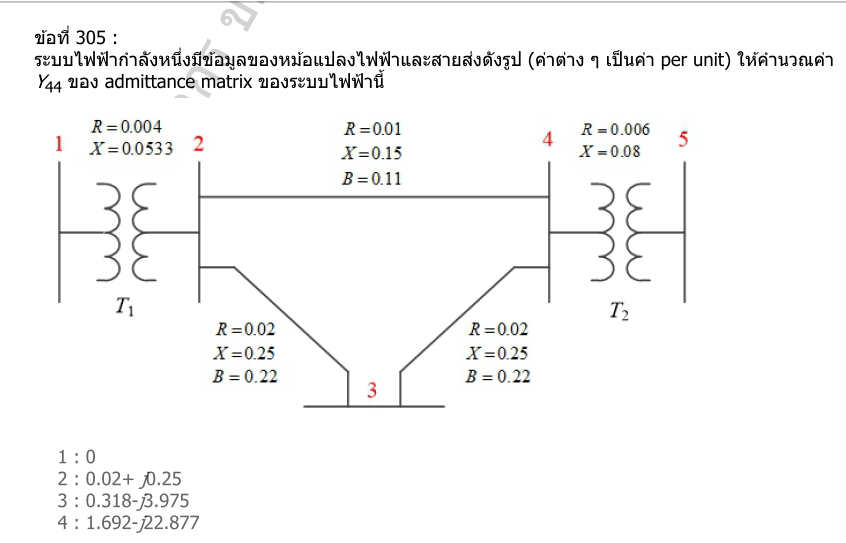 ข้อที่ 305 :
ระบบไฟฟ้ากำลังหนึ่งมีข้อมูลของหม้อแปลงไฟฟ้าและสายส่งดังรูป (ค่าต่าง ๆ เป็นค่า per unit) ให้คำนวณค่า
Y44 ของ admittance matrix ของระบบไฟฟ้านี้
R = 0.004
X = 0.0533
R = 0.01
X = 0.15
B = 0.11
R = 0.006
X = 0.08
1
2
4
5
T1
T2
R = 0.02
X = 0.25
B = 0.22
R = 0.02
X = 0.25
B = 0.22
3
1 : 0
2 : 0.02+ j0.25
3 : 0.318-j3.975
4 : 1.692-j22.877